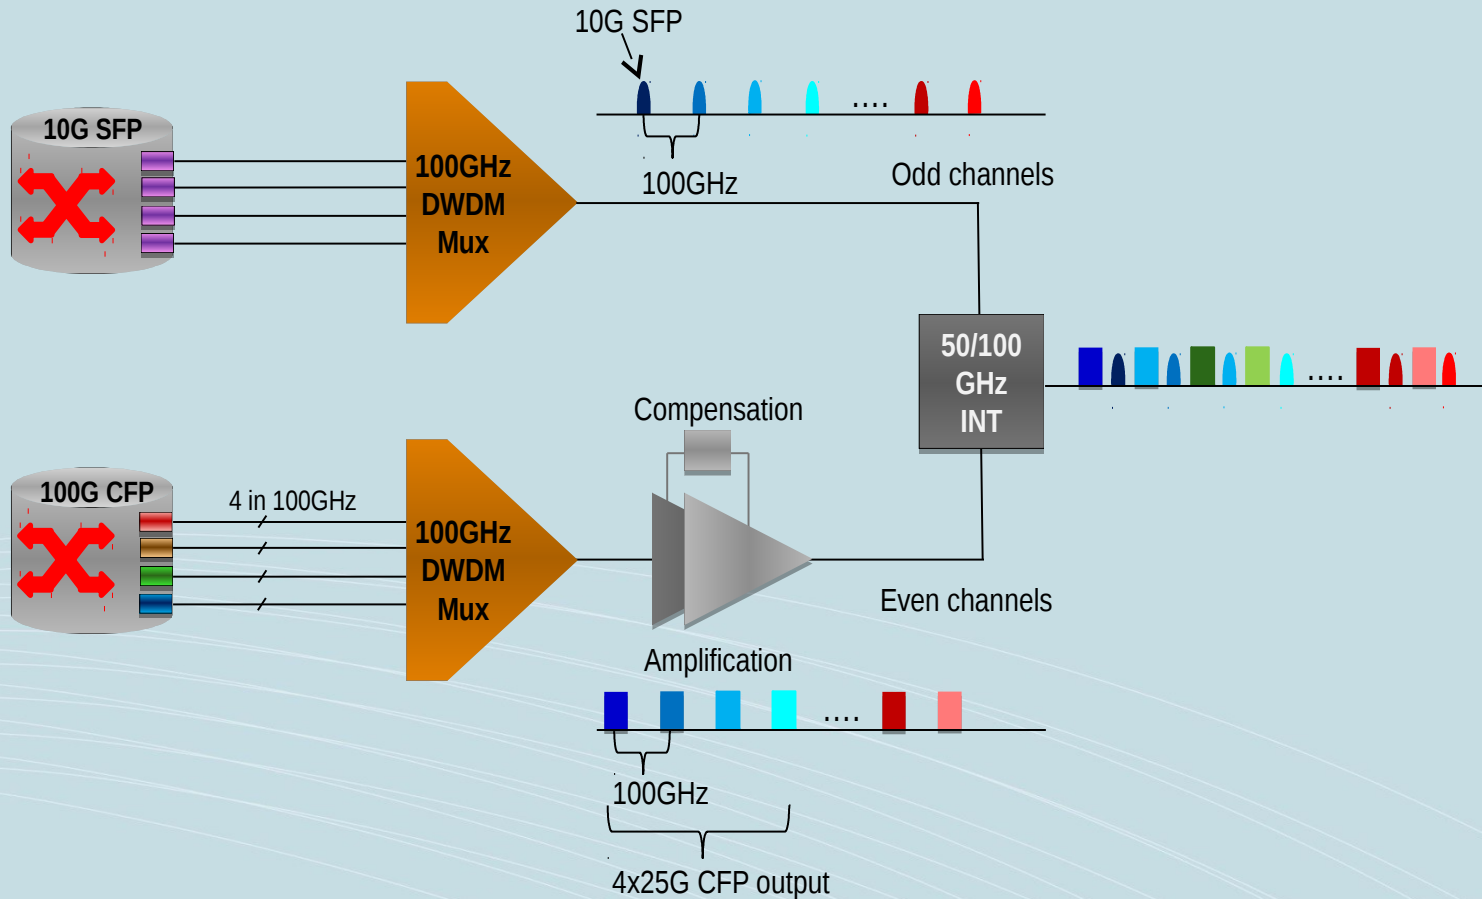 10G SFP
10G SFP
100GHz
DWDM
Mux
....
100GHz
Odd channels
50/100
GHz
INT
....
Compensation
100G CFP
4 in 100GHz
100GHz
DWDM
Mux
Even channels
Amplification
....
100GHz
4x25G CFP output